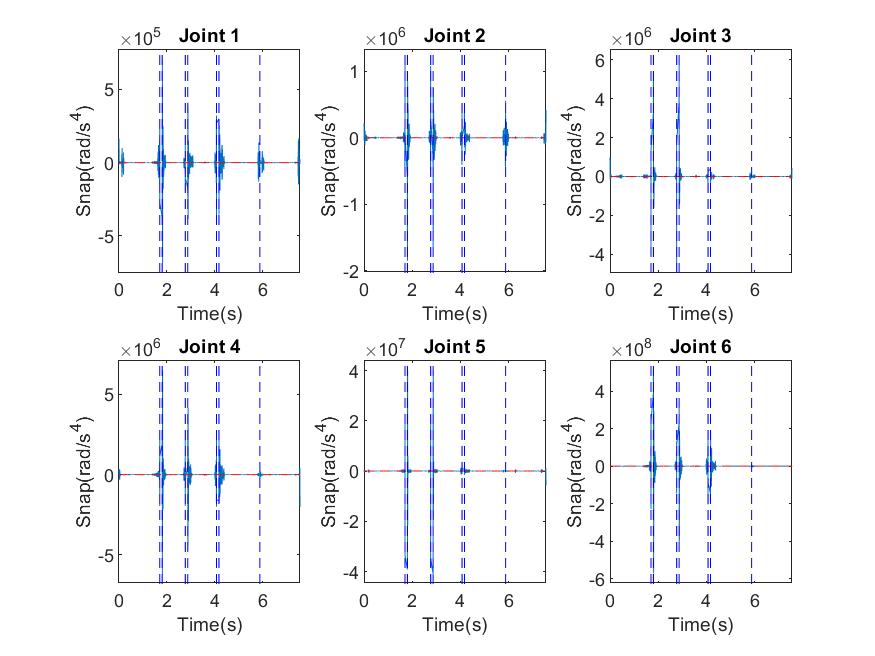 ×10^5 Joint 1
×10^6 Joint 2
×10^6 Joint 3
Snap(rad/s^4)
5
0
-5
0 2 4 6
Time(s)
Snap(rad/s^4)
1
0
-1
-2
0 2 4 6
Time(s)
Snap(rad/s^4)
6
4
2
0
-2
-4
0 2 4 6
Time(s)
×10^6 Joint 4
×10^7 Joint 5
×10^8 Joint 6
Snap(rad/s^4)
5
0
-5
0 2 4 6
Time(s)
Snap(rad/s^4)
4
2
0
-2
-4
0 2 4 6
Time(s)
Snap(rad/s^4)
4
2
0
-2
-4
-6
0 2 4 6
Time(s)